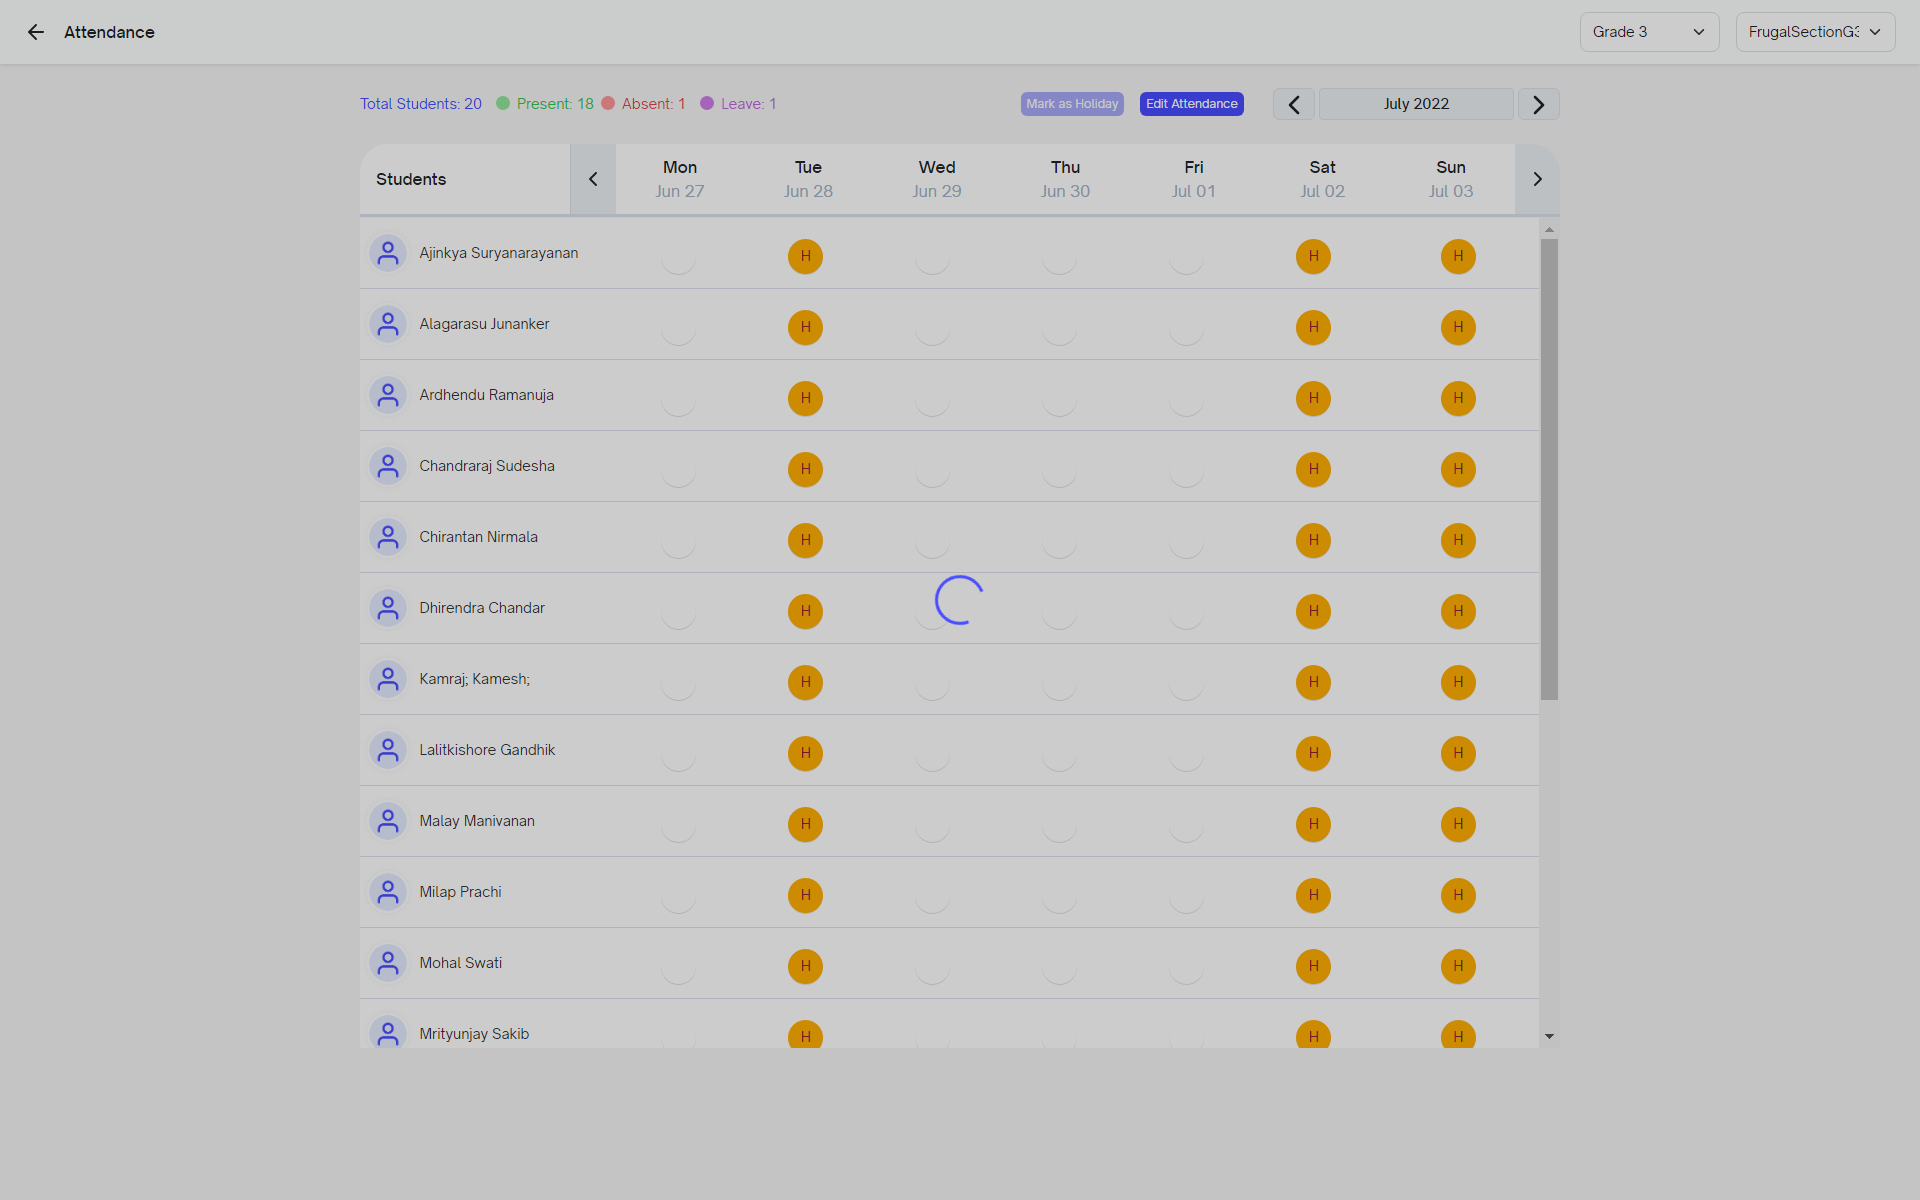 Attendance
Grade 3
FrugalSectionG3
Total Students: 20 Present: 18 Absent: 1 Leave: 1
Mark as Holiday
Edit Attendance
July 2022
Students
Mon Tue Wed Thu Fri Sat Sun
Jun 27 Jun 28 Jun 29 Jun 30 Jul 01 Jul 02 Jul 03
Ajinkya Suryanarayanan H H H
Alagarasu Junanker H H H
Ardhendu Ramanuja H H H
Chandraraj Sudesha H H H
Chirantan Nirmala H H H
Dhirendra Chandar H H H
Kamraj; Kamesh; H H H
Lalitkishore Gandhik H H H
Malay Manivanan H H H
Milap Prachi H H H
Mohal Swati H H H
Mrityunjay Sakib H H H